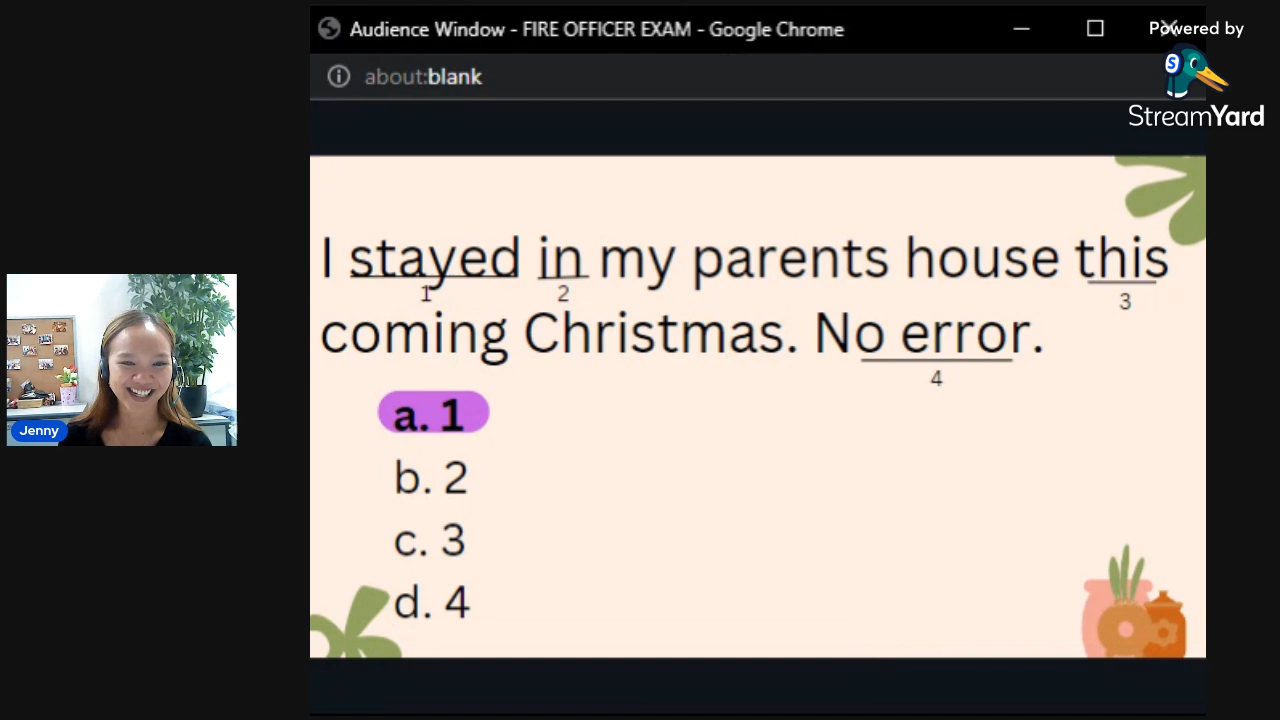 Audience Window - FIRE OFFICER EXAM - Google Chrome
Powered by
about:blank
S
StreamYard
I stayed in my parents house this
1 2 3
coming Christmas. No error.
4
a. 1
b. 2
c. 3
d. 4
Jenny